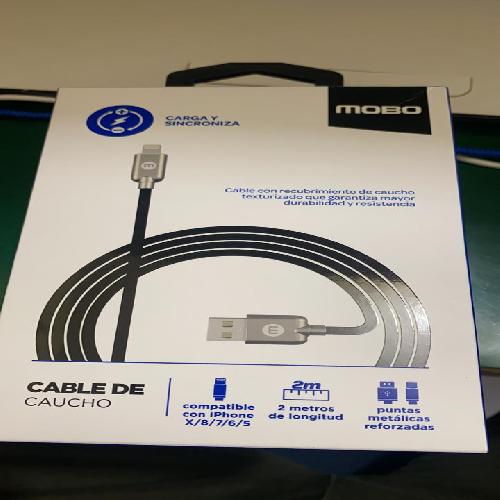 CARGA Y
SINCRONIZA
MOBO
Cable con recubrimiento de caucho
texturizado que garantiza mayor
durabilidad y resistencia
CABLE DE
CAUCHO
compatible
con iPhone
X/8/7/6/5
2m
2 metros
de longitud
puntas
metálicas
reforzadas